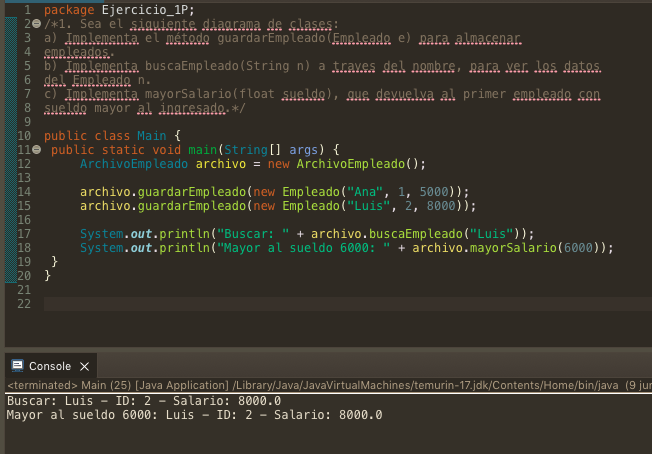 1 package Ejercicio_1P;
2 /*1. Sea el siguiente diagrama de clases:
3 a) Implementa el método guardarEmpleado(Empleado e) para almacenar
4 empleados.
5 b) Implementa buscaEmpleado(String n) a traves del nombre, para ver los datos
6 del Empleado n.
7 c) Implementa mayorSalario(float sueldo), que devuelva al primer empleado con
8 sueldo mayor al ingresado.*/
9
10 public class Main {
11 public static void main(String[] args) {
12 ArchivoEmpleado archivo = new ArchivoEmpleado();
13
14 archivo.guardarEmpleado(new Empleado("Ana", 1, 5000));
15 archivo.guardarEmpleado(new Empleado("Luis", 2, 8000));
16
17 System.out.println("Buscar: " + archivo.buscaEmpleado("Luis"));
18 System.out.println("Mayor al sueldo 6000: " + archivo.mayorSalario(6000));
19 }
20 }
21
22
Console
<terminated> Main (25) [Java Application] /Library/Java/JavaVirtualMachines/temurin-17.jdk/Contents/Home/bin/java (9 jun
Buscar: Luis - ID: 2 - Salario: 8000.0
Mayor al sueldo 6000: Luis - ID: 2 - Salario: 8000.0